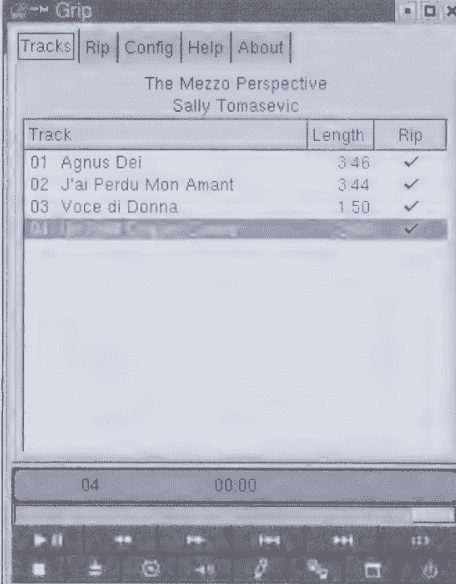 Grip
Tracks Rip Config Help About
The Mezzo Perspective
Sally Tomasevic
Track Length Rip
01 Agnus Dei 3:46
02 J'ai Perdu Mon Amant 3:44
03 Voce di Donna 1:50
04
04 00:00